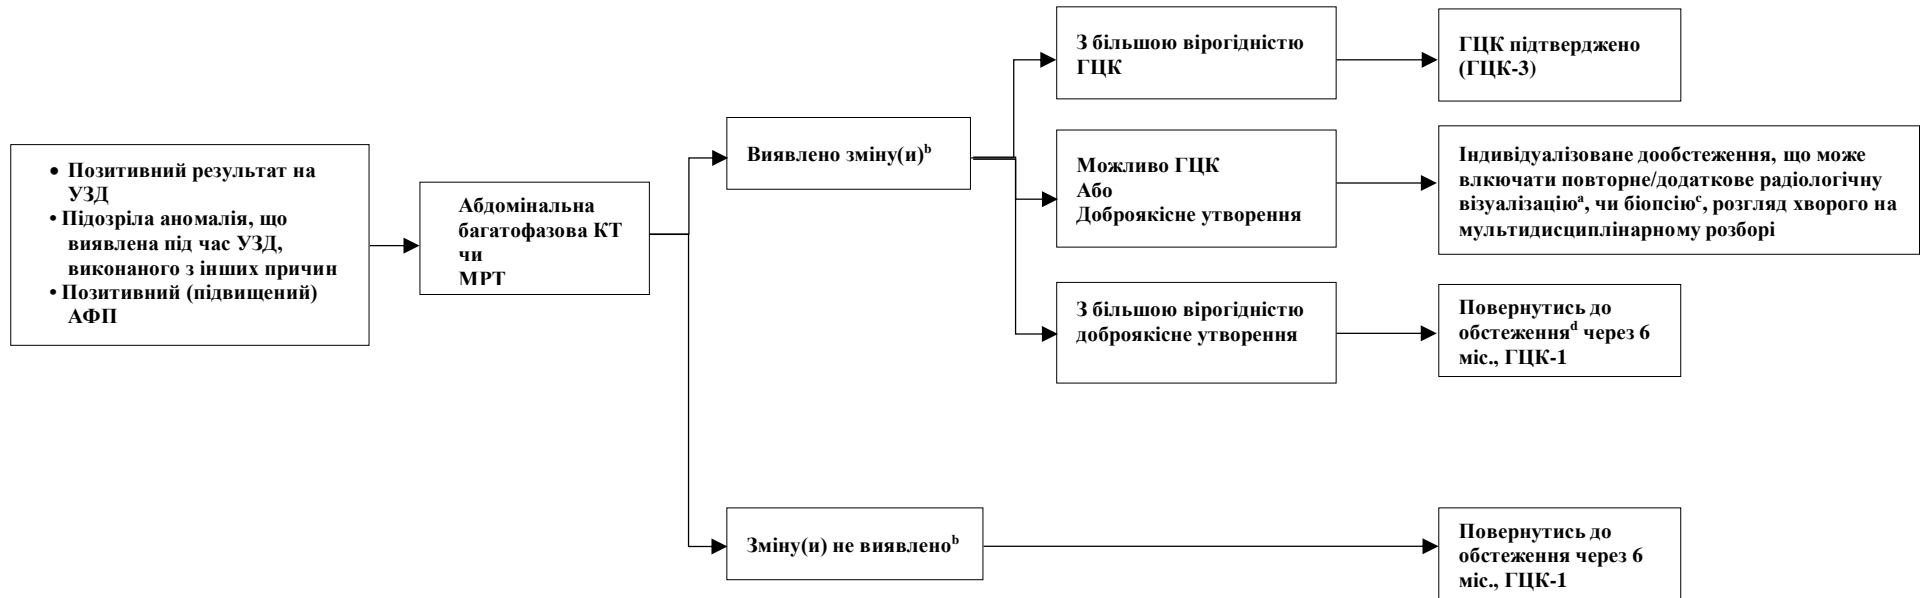 • Позитивний результат на
УЗД
• Підозріла аномалія, що
виявлена під час УЗД,
виконаного з інших причин
• Позитивний (підвищений)
АФП
Абдомінальна
багатофазова КТ
чи
МРТ
Виявлено зміну(и)ᵇ
З більшою вірогідністю
ГЦК
ГЦК підтверджено
(ГЦК-3)
Можливо ГЦК
Або
Доброякісне утворення
Індивідуалізоване дообстеження, що може
влкючати повторне/додаткове радіологічну
візуалізаціюᵃ, чи біопсіюᶜ, розгляд хворого на
мультидисциплінарному розборі
З більшою вірогідністю
доброякісне утворення
Повернутись до
обстеженняᵈ через 6
міс., ГЦК-1
Зміну(и) не виявленоᵇ
Повернутись до
обстеження через 6
міс., ГЦК-1